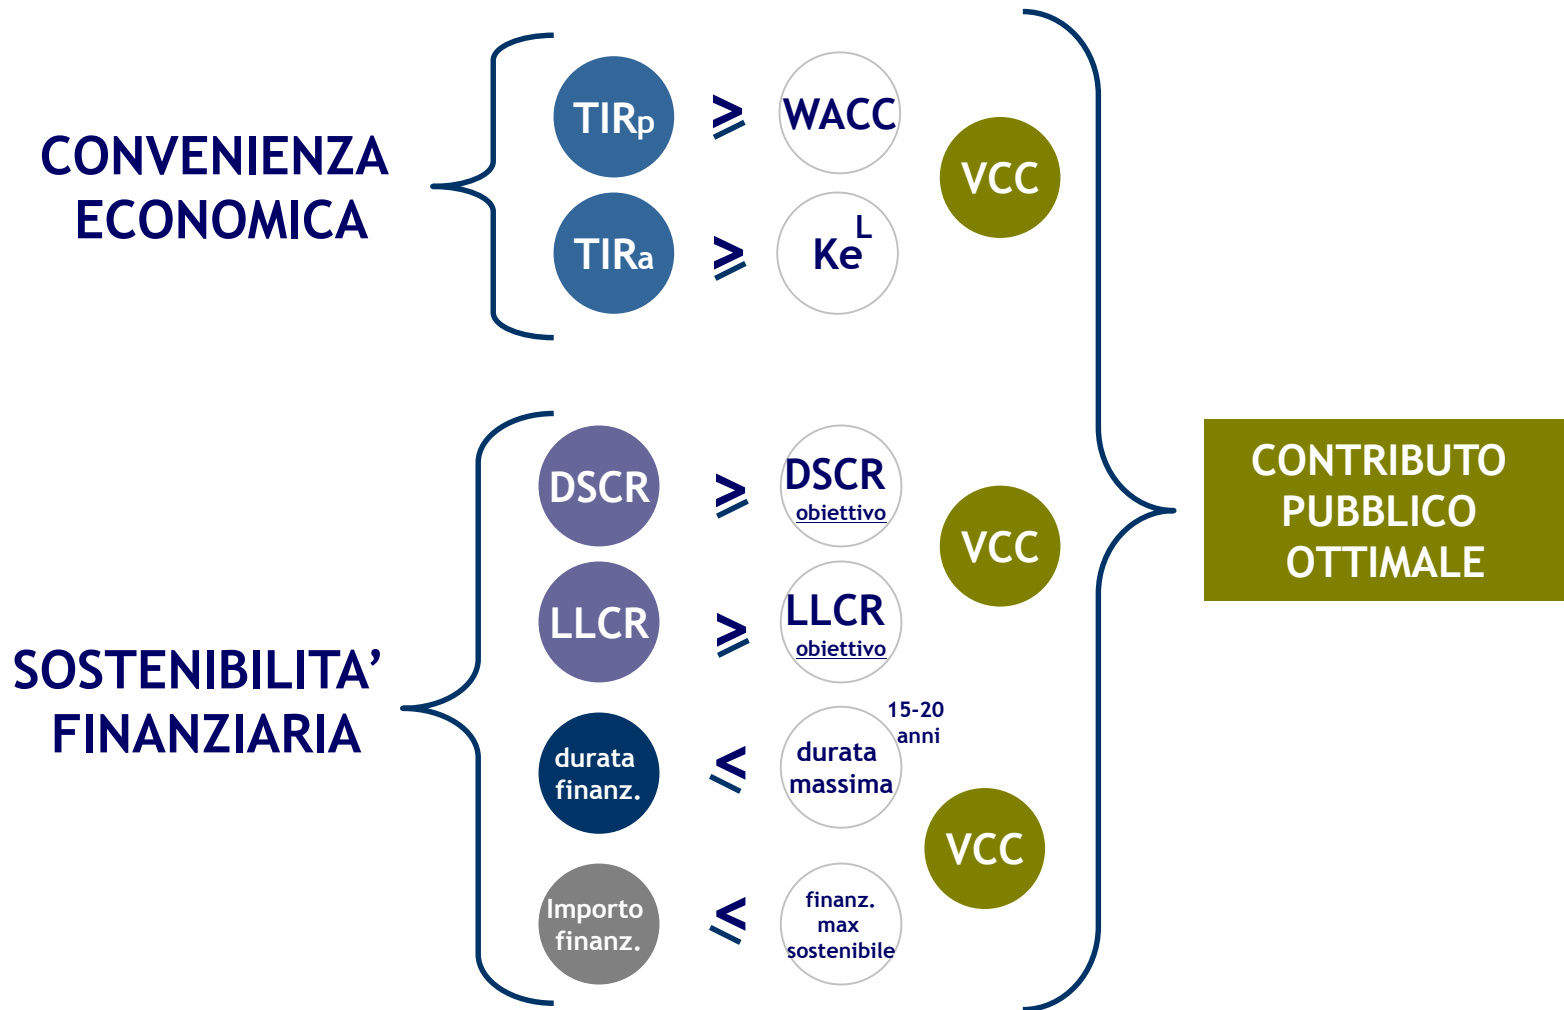 CONVENIENZA
ECONOMICA
TIRp
≥
WACC
TIRa
≥
Ke^L
VCC
SOSTENIBILITA’
FINANZIARIA
DSCR
≥
DSCR
obiettivo
LLCR
≥
LLCR
obiettivo
VCC
durata
finanz.
≤
durata
massima
15-20
anni
Importo
finanz.
≤
finanz.
max
sostenibile
VCC
CONTRIBUTO
PUBBLICO
OTTIMALE